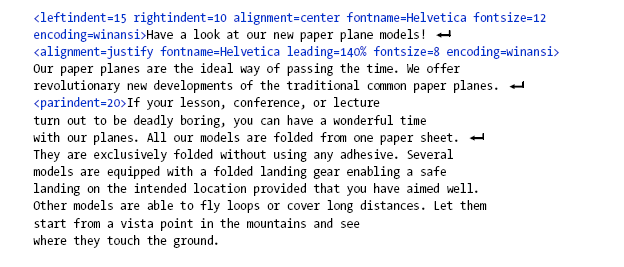 <leftindent=15 rightindent=10 alignment=center fontname=Helvetica fontsize=12
encoding=winansi>Have a look at our new paper plane models! ↵
<alignment=justify fontname=Helvetica leading=140% fontsize=8 encoding=winansi>
Our paper planes are the ideal way of passing the time. We offer
revolutionary new developments of the traditional common paper planes. ↵
<parindent=20>If your lesson, conference, or lecture
turn out to be deadly boring, you can have a wonderful time
with our planes. All our models are folded from one paper sheet. ↵
They are exclusively folded without using any adhesive. Several
models are equipped with a folded landing gear enabling a safe
landing on the intended location provided that you have aimed well.
Other models are able to fly loops or cover long distances. Let them
start from a vista point in the mountains and see
where they touch the ground.